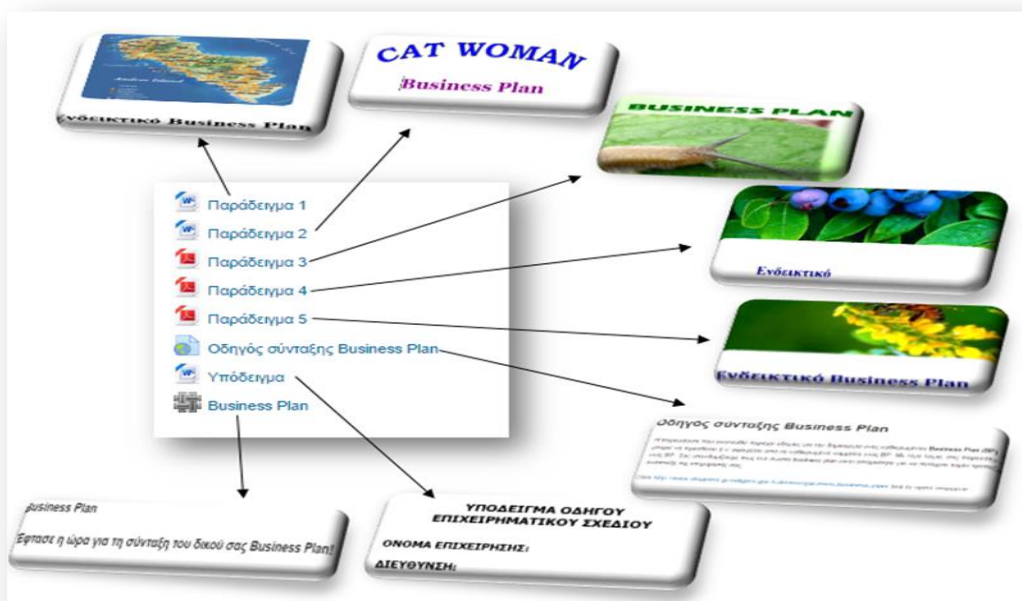 Andros Island
Ενδεικτικό Business Plan
CAT WOMAN
Business Plan
BUSINESS PLAN
Παράδειγμα 1
Παράδειγμα 2
Παράδειγμα 3
Παράδειγμα 4
Παράδειγμα 5
Οδηγός σύνταξης Business Plan
Υπόδειγμα
Business Plan
Ενδεικτικό
Ενδεικτικό Business Plan
Οδηγός σύνταξης Business Plan
Business Plan
Έφτασε η ώρα για τη σύνταξη του δικού σας Business Plan!
ΥΠΟΔΕΙΓΜΑ ΟΔΗΓΟΥ
ΕΠΙΧΕΙΡΗΜΑΤΙΚΟΥ ΣΧΕΔΙΟΥ
ΟΝΟΜΑ ΕΠΙΧΕΙΡΗΣΗΣ:
ΔΙΕΥΘΥΝΣΗ: